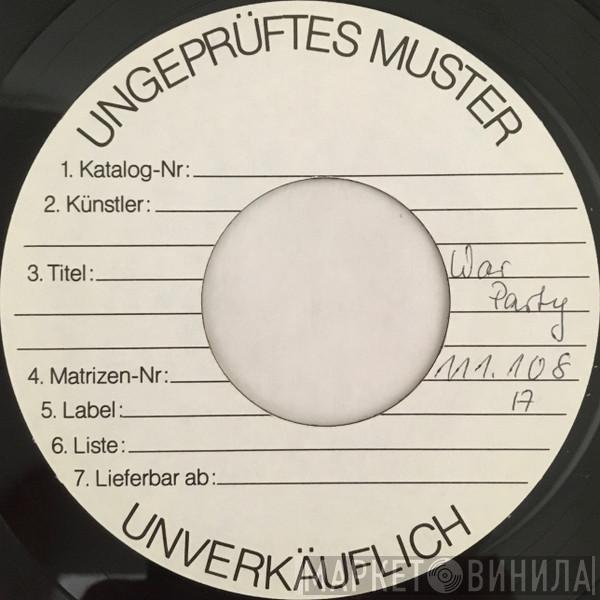 UNGEPRÜFTES MUSTER
1. Katalog-Nr:
2. Künstler:
3. Titel: War
Party
4. Matrizen-Nr: 111.108
5. Label: 17
6. Liste:
7. Lieferbar ab:
UNVERKÄUFLICH
МАРКЕТ ВИНИЛА